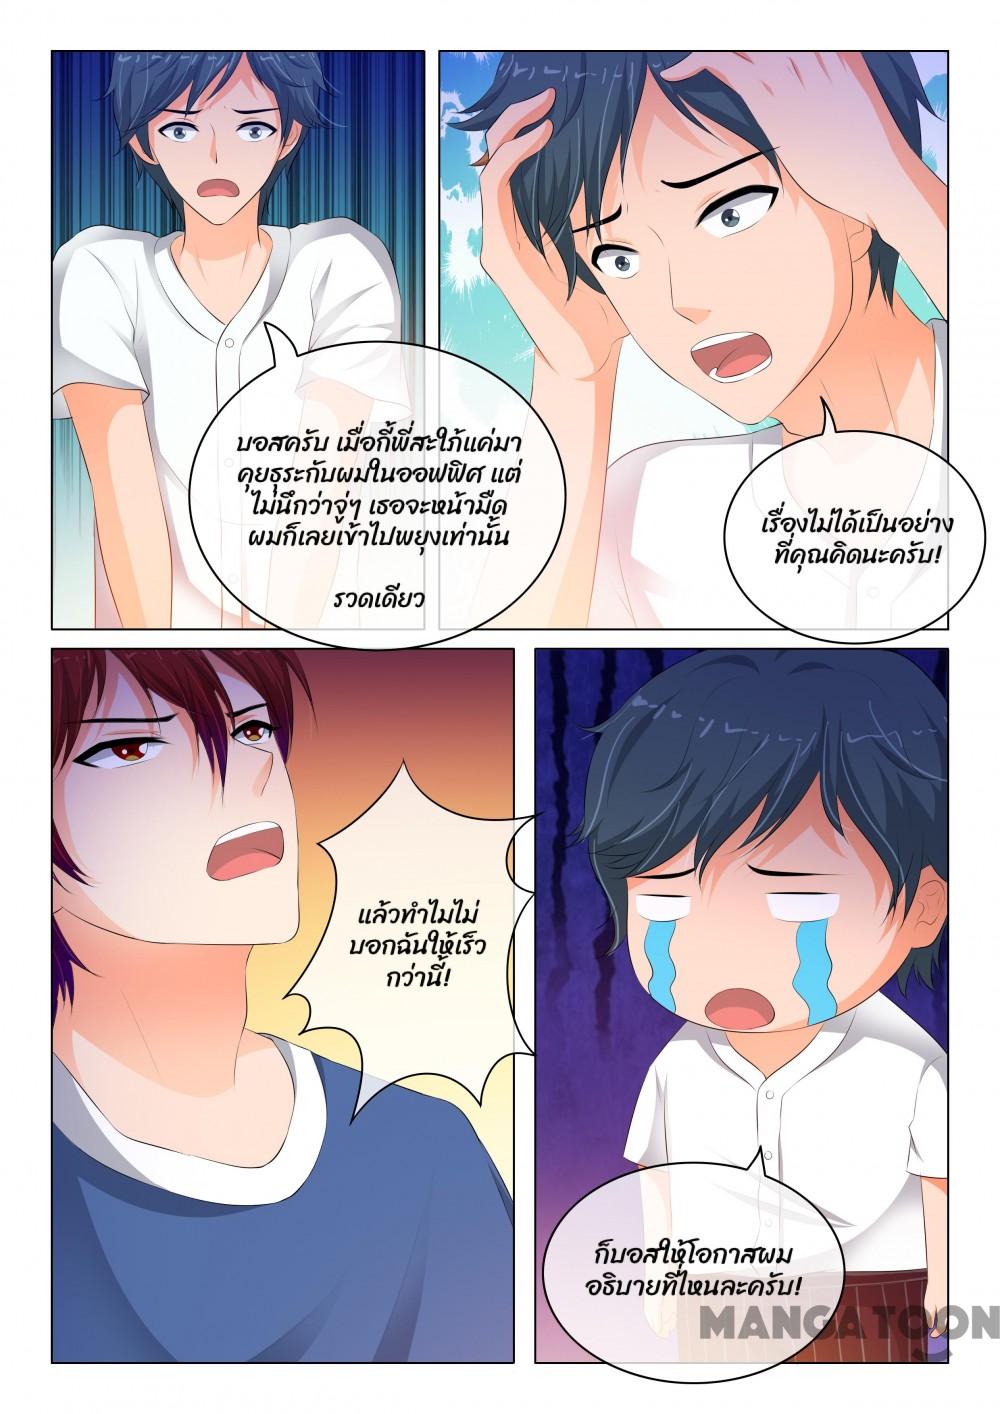 บอสครับ เมื่อกี้พี่สะใภ้แค่มา
คุยธุระกับผมในออฟฟิศ แต่
ไม่นึกว่าจู่ๆ เธอจะหน้ามืด
ผมก็เลยเข้าไปพยุงเท่านั้น
รวดเดียว
เรื่องไม่ได้เป็นอย่าง
ที่คุณคิดนะครับ!
แล้วทำไมไม่
บอกฉันให้เร็ว
กว่านี้!
ก็บอสให้โอกาสผม
อธิบายที่ไหนละครับ!
MANGATOON